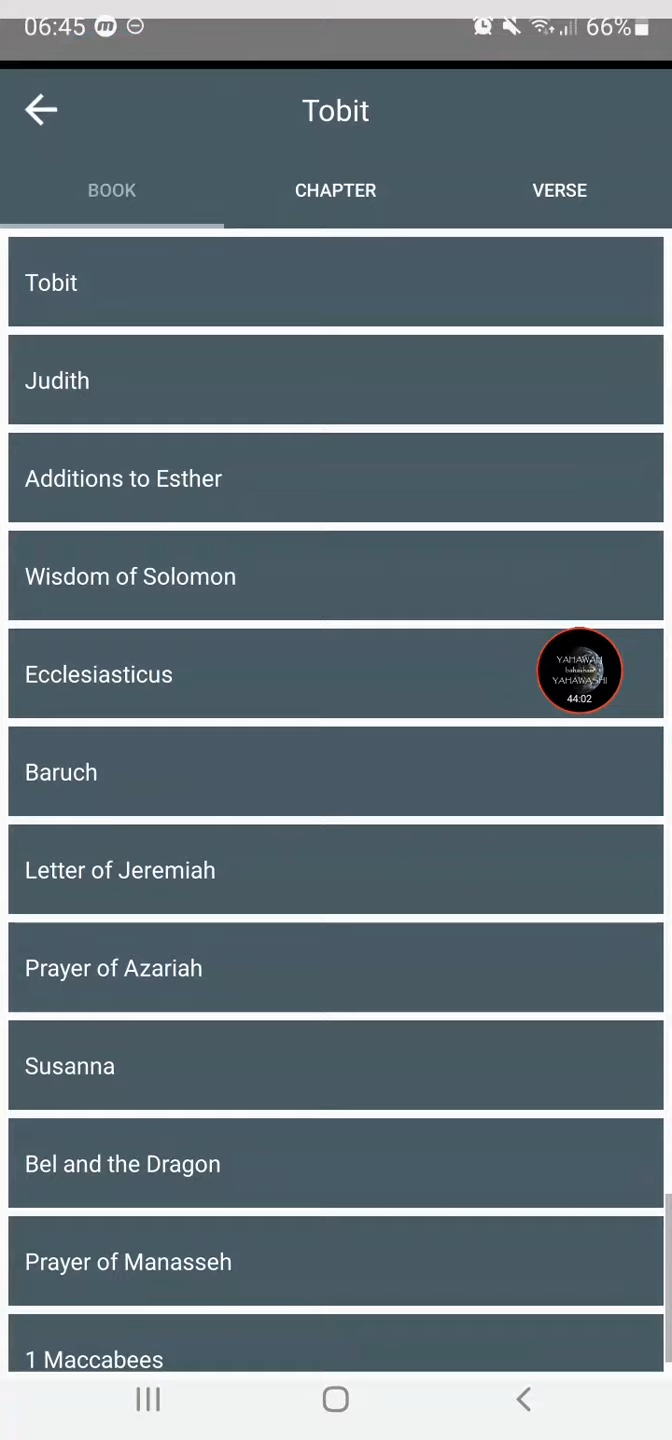 06:45 m 66%
Tobit
BOOK CHAPTER VERSE
Tobit
Judith
Additions to Esther
Wisdom of Solomon
Ecclesiasticus
YAHAWAH
YAHAWASHI
44:02
Baruch
Letter of Jeremiah
Prayer of Azariah
Susanna
Bel and the Dragon
Prayer of Manasseh
1 Maccabees